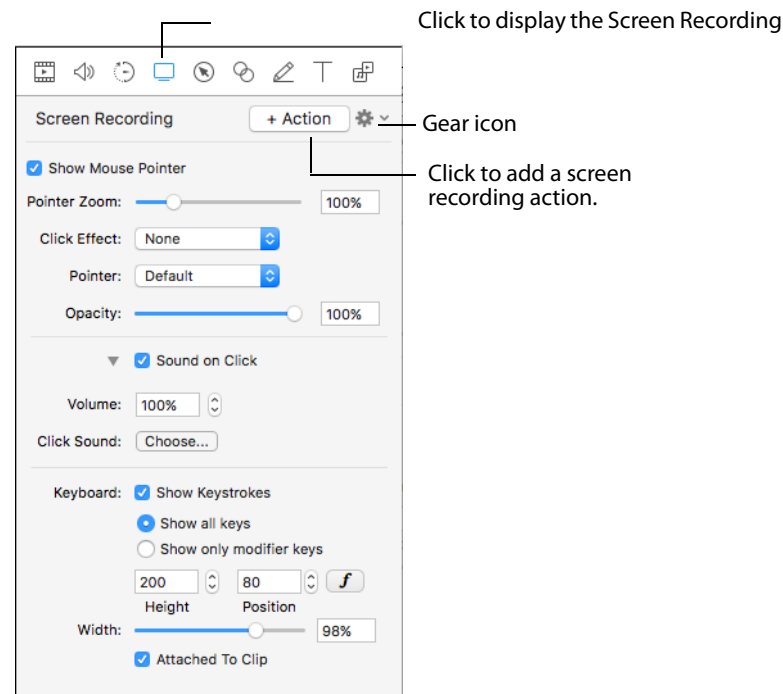 Click to display the Screen Recording
Screen Recording
+ Action
Gear icon
Click to add a screen
recording action.
Show Mouse Pointer
Pointer Zoom: 100%
Click Effect: None
Pointer: Default
Opacity: 100%
Sound on Click
Volume: 100%
Click Sound: Choose...
Keyboard: Show Keystrokes
Show all keys
Show only modifier keys
200 80 f
Height Position
Width: 98%
Attached To Clip